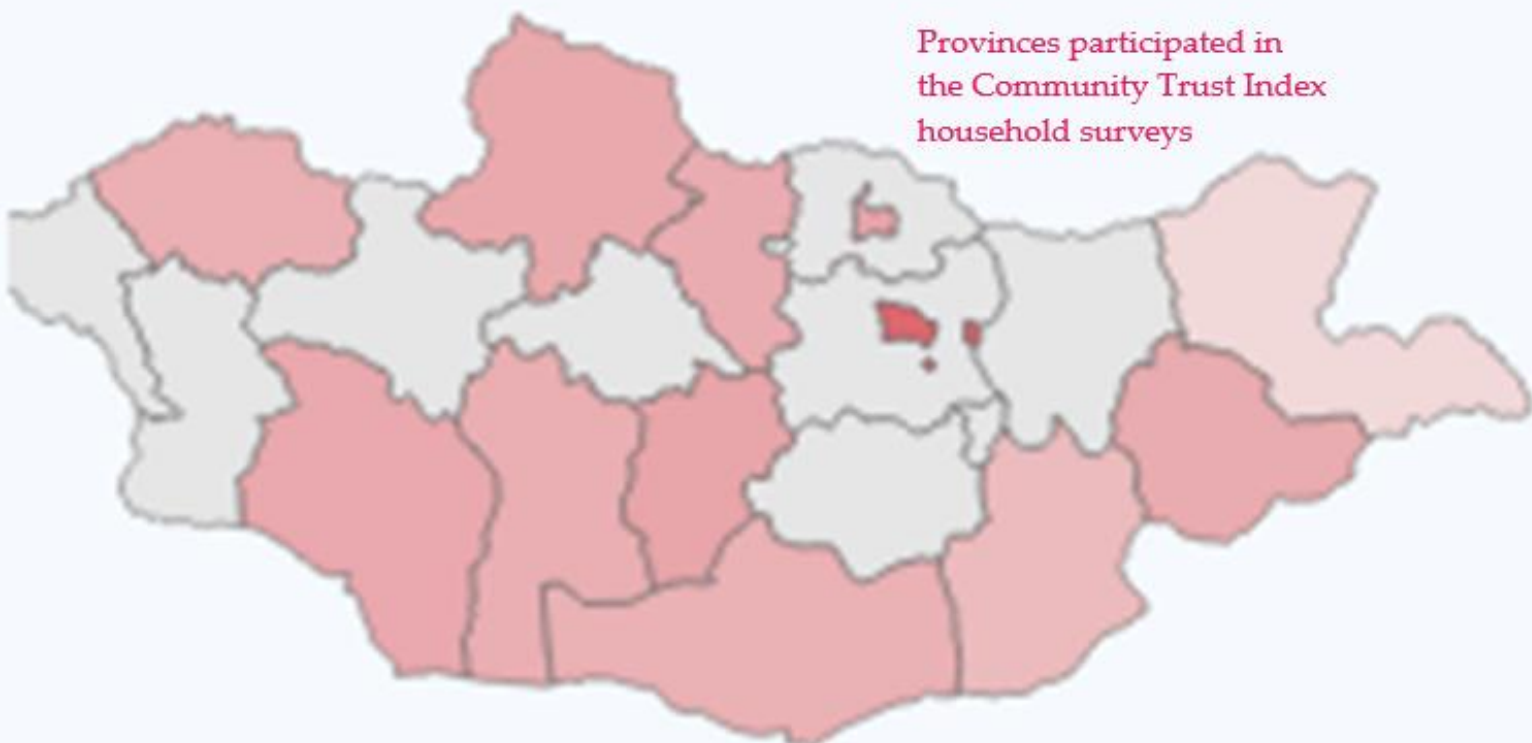 Provinces participated in
the Community Trust Index
household surveys